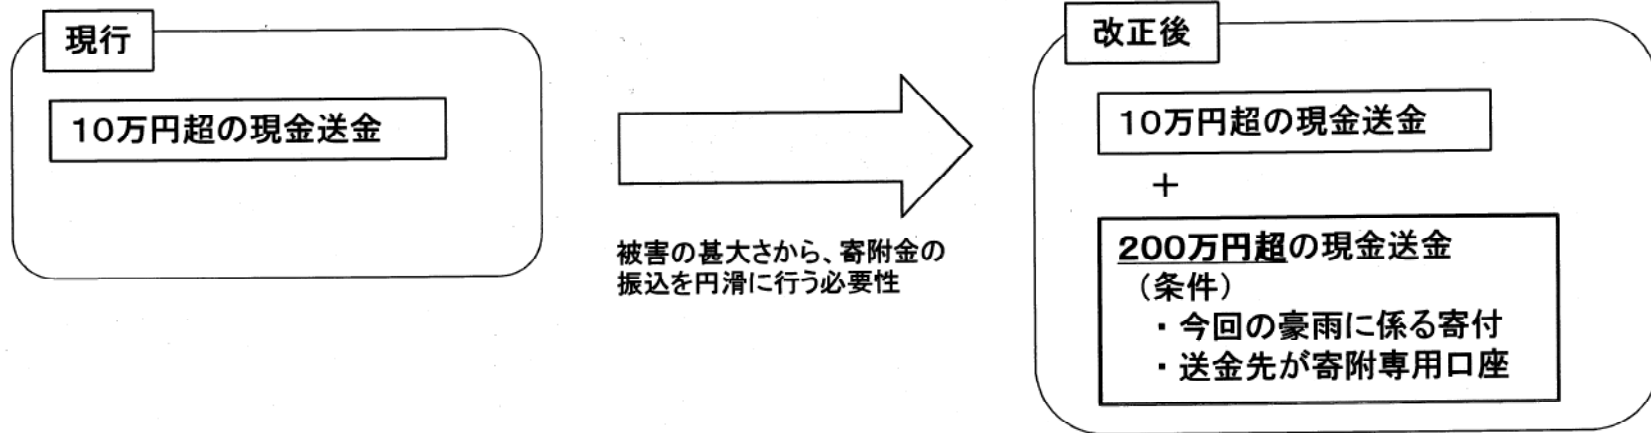 現行
10万円超の現金送金
被害の甚大さから、寄附金の
振込を円滑に行う必要性
改正後
10万円超の現金送金
+
200万円超の現金送金
(条件)
・今回の豪雨に係る寄付
・送金先が寄附専用口座